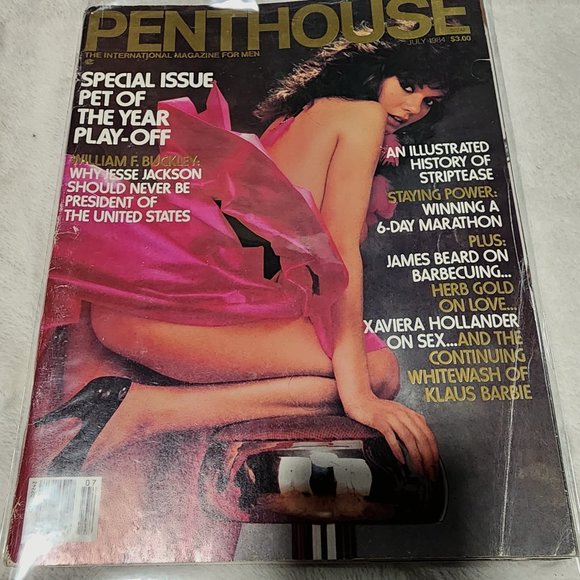 PENTHOUSE
JULY 1984 $3.00
THE INTERNATIONAL MAGAZINE FOR MEN
SPECIAL ISSUE
PET OF
THE YEAR
PLAY-OFF
WILLIAM F. BUCKLEY:
WHY JESSE JACKSON
SHOULD NEVER BE
PRESIDENT OF
THE UNITED STATES
AN ILLUSTRATED
HISTORY OF
STRIPTEASE
STAYING POWER:
WINNING A
6-DAY MARATHON
PLUS:
JAMES BEARD ON
BARBECUING...
HERB GOLD
ON LOVE...
XAVIERA HOLLANDER
ON SEX...AND THE
CONTINUING
WHITEWASH OF
KLAUS BARBIE
07